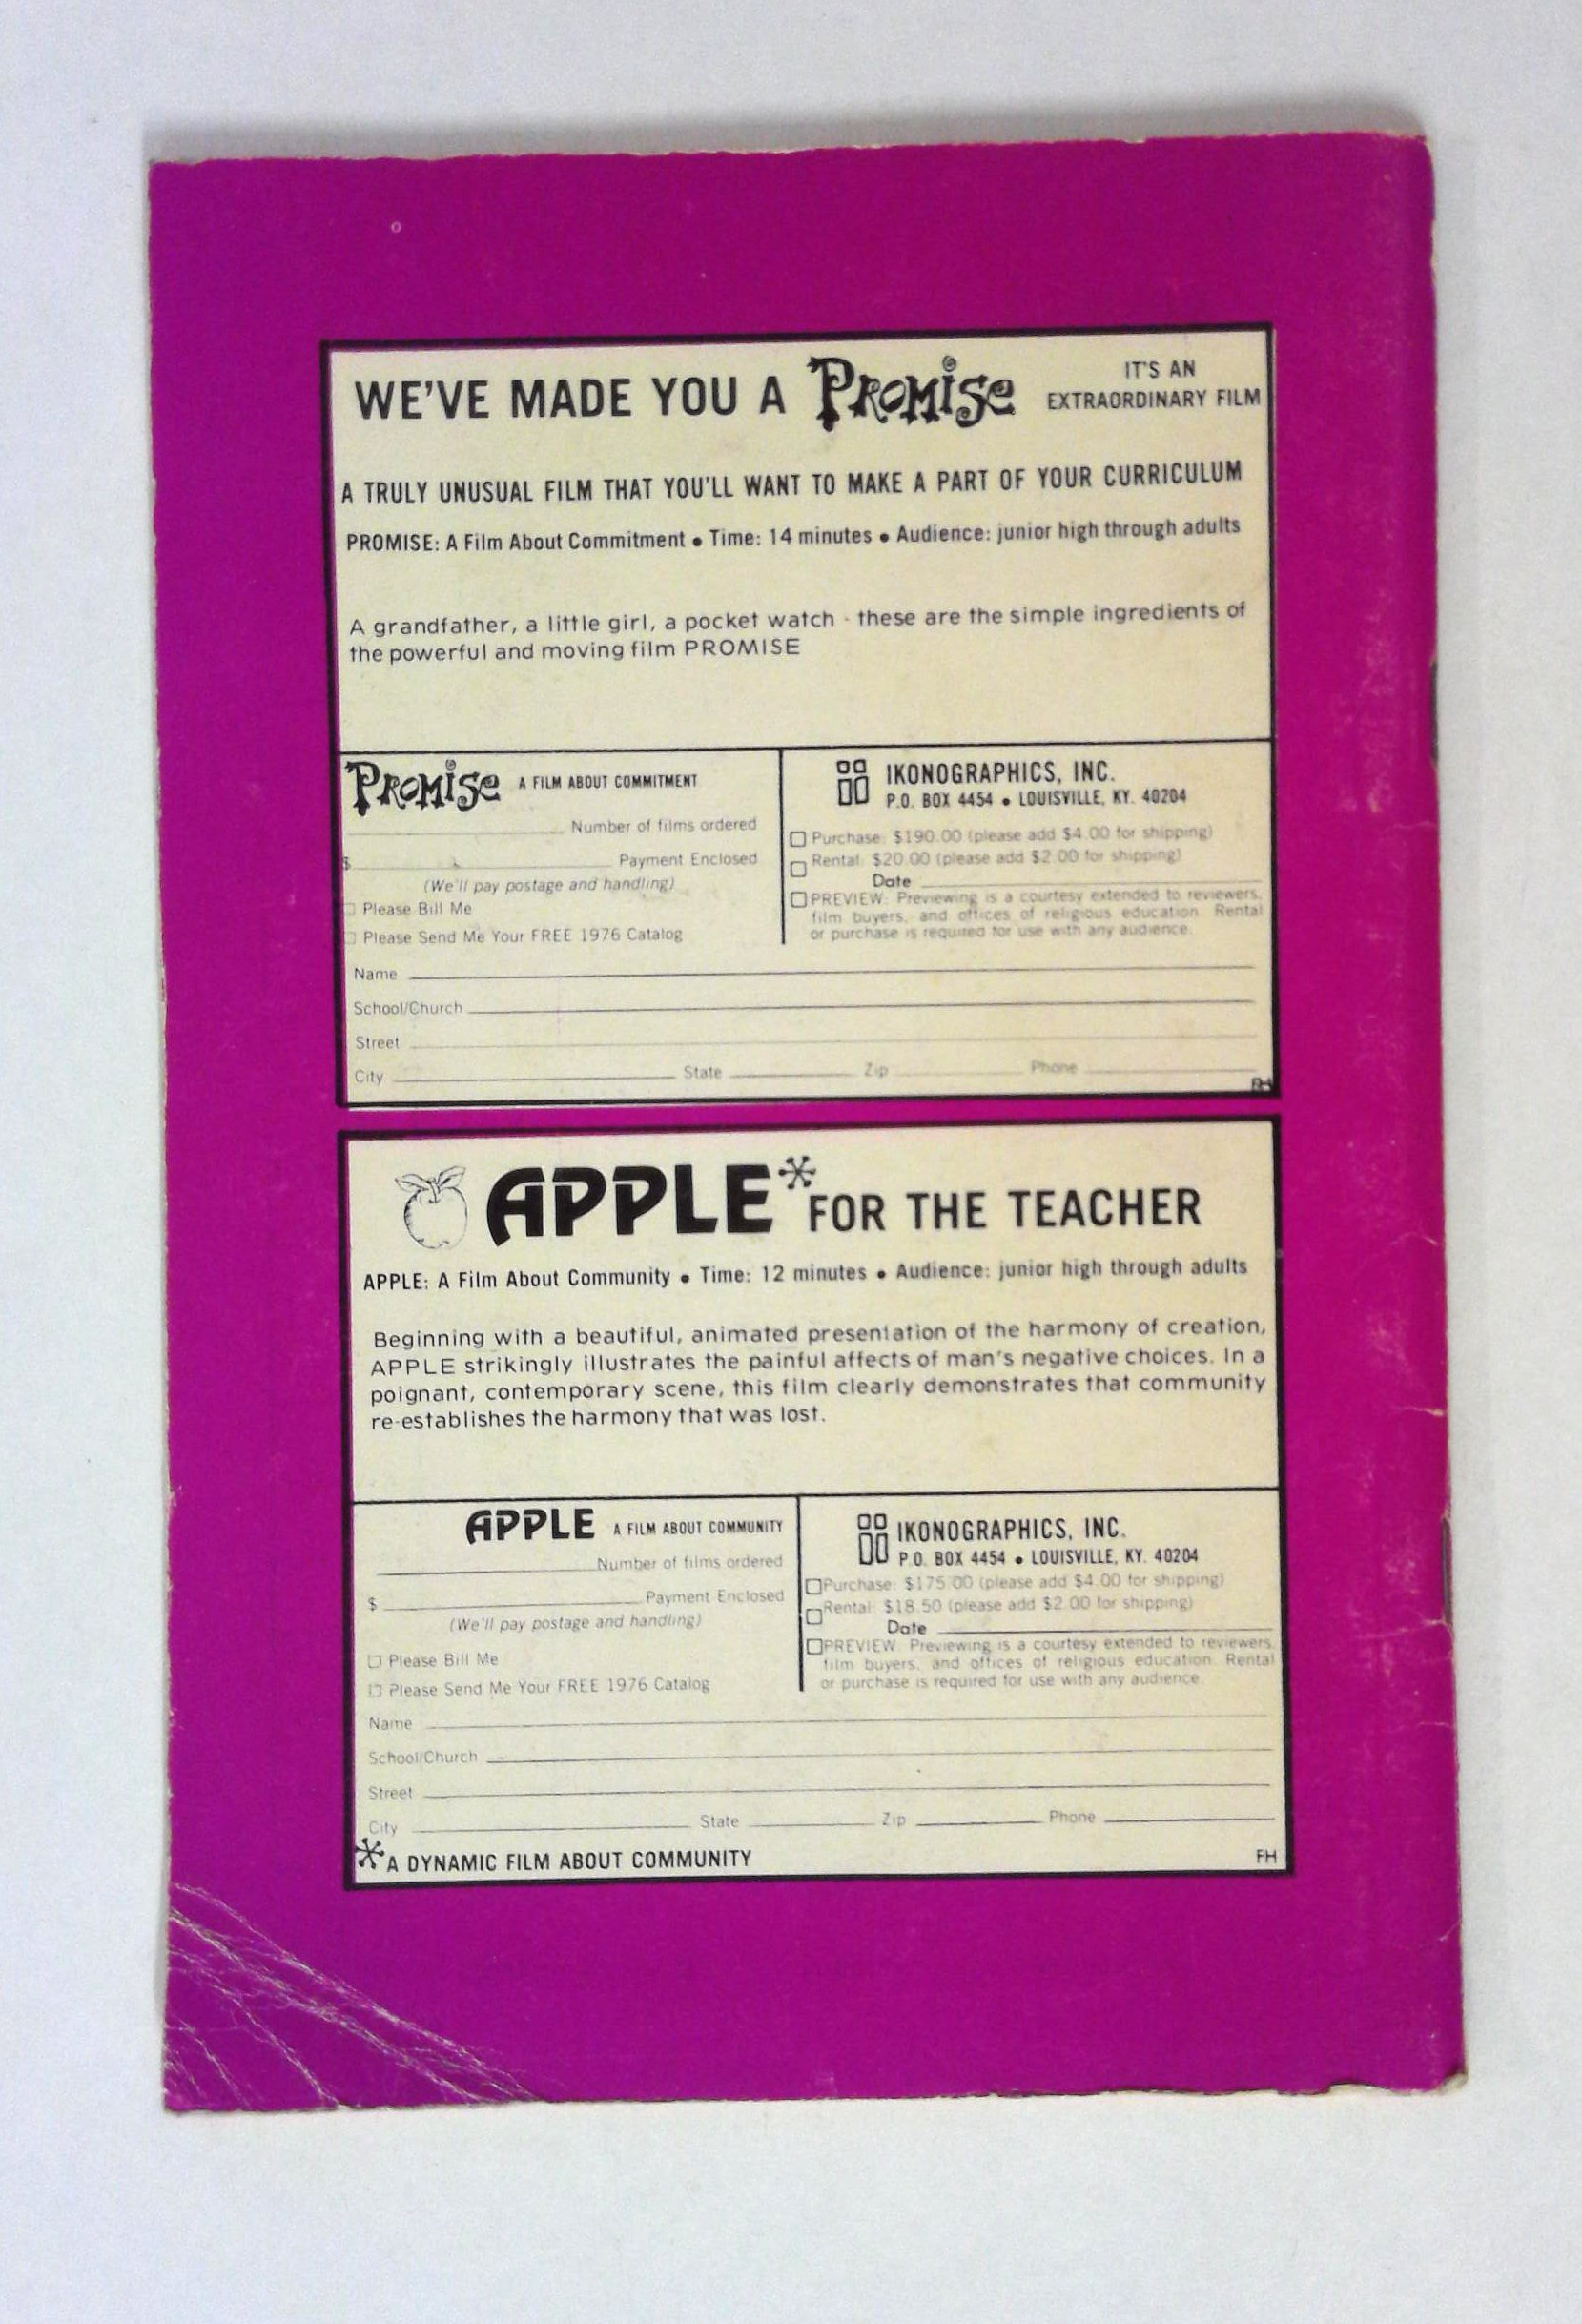 WE'VE MADE YOU A PROMISE
IT'S AN
EXTRAORDINARY FILM
A TRULY UNUSUAL FILM THAT YOU'LL WANT TO MAKE A PART OF YOUR CURRICULUM
PROMISE: A Film About Commitment • Time: 14 minutes • Audience: junior high through adults
A grandfather, a little girl, a pocket watch - these are the simple ingredients of
the powerful and moving film PROMISE
PROMISE A FILM ABOUT COMMITMENT
Number of films ordered
$ Payment Enclosed
(We'll pay postage and handling)
Please Bill Me
Please Send Me Your FREE 1976 Catalog
IKONOGRAPHICS, INC.
P.O. BOX 4454 • LOUISVILLE, KY. 40204
Purchase: $190.00 (please add $4.00 for shipping)
Rental: $20.00 (please add $2.00 for shipping)
Date
PREVIEW: Previewing is a courtesy extended to reviewers,
film buyers, and offices of religious education. Rental
or purchase is required for use with any audience.
Name
School/Church
Street
City State Zip Phone
FH
APPLE* FOR THE TEACHER
APPLE: A Film About Community • Time: 12 minutes • Audience: junior high through adults
Beginning with a beautiful, animated presentation of the harmony of creation,
APPLE strikingly illustrates the painful affects of man's negative choices. In a
poignant, contemporary scene, this film clearly demonstrates that community
re-establishes the harmony that was lost.
APPLE A FILM ABOUT COMMUNITY
Number of films ordered
$ Payment Enclosed
(We'll pay postage and handling)
Please Bill Me
Please Send Me Your FREE 1976 Catalog
IKONOGRAPHICS, INC.
P.O. BOX 4454 • LOUISVILLE, KY. 40204
Purchase: $175.00 (please add $4.00 for shipping)
Rental: $18.50 (please add $2.00 for shipping)
Date
PREVIEW: Previewing is a courtesy extended to reviewers,
film buyers, and offices of religious education. Rental
or purchase is required for use with any audience.
Name
School/Church
Street
City State Zip Phone
*A DYNAMIC FILM ABOUT COMMUNITY
FH